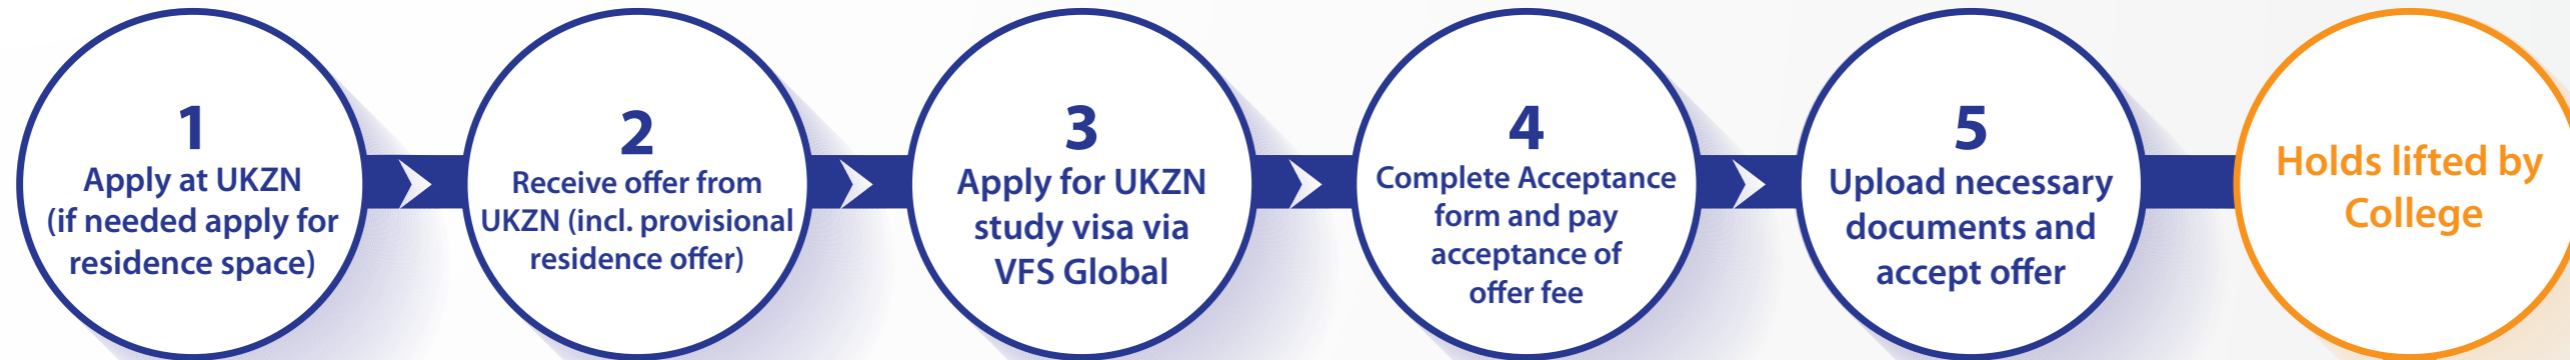 1
Apply at UKZN
(if needed apply for
residence space)
2
Receive offer from
UKZN (incl. provisional
residence offer)
3
Apply for UKZN
study visa via
VFS Global
4
Complete Acceptance
form and pay
acceptance of
offer fee
5
Upload necessary
documents and
accept offer
Holds lifted by
College